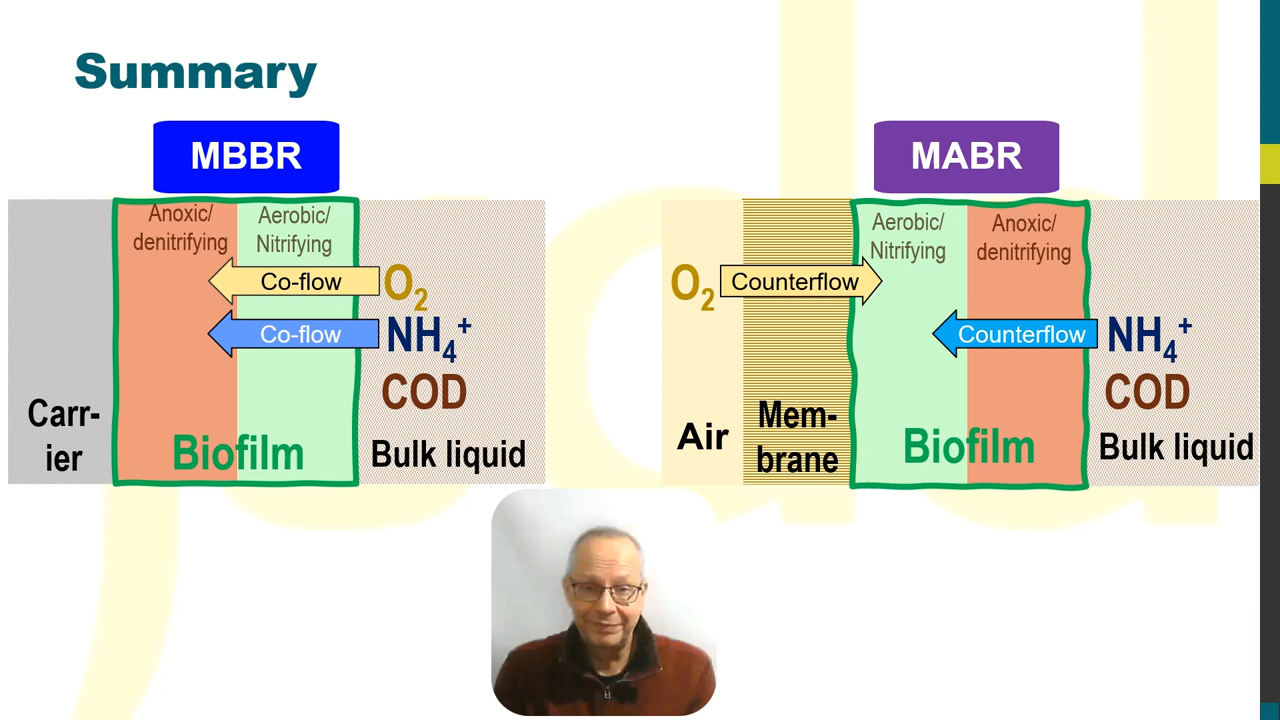 Summary
MBBR
Anoxic/
denitrifying
Aerobic/
Nitrifying
Co-flow
O2
Co-flow
NH4+
COD
Carr-
ier
Biofilm
Bulk liquid
MABR
Aerobic/
Nitrifying
Anoxic/
denitrifying
O2
Counterflow
Counterflow
NH4+
COD
Air
Mem-
brane
Biofilm
Bulk liquid